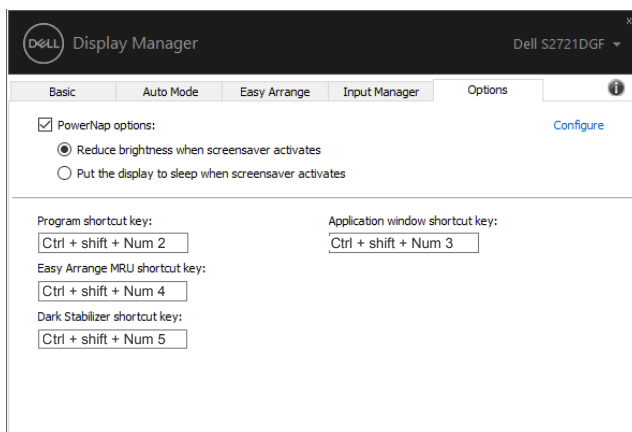 DELL Display Manager Dell S2721DGF
Basic Auto Mode Easy Arrange Input Manager Options
PowerNap options: Configure
Reduce brightness when screensaver activates
Put the display to sleep when screensaver activates
Program shortcut key: Application window shortcut key:
Ctrl + shift + Num 2 Ctrl + shift + Num 3
Easy Arrange MRU shortcut key:
Ctrl + shift + Num 4
Dark Stabilizer shortcut key:
Ctrl + shift + Num 5